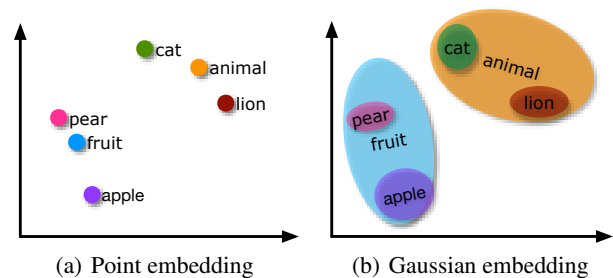 cat
animal
lion
pear
fruit
apple
(a) Point embedding
cat
animal
lion
pear
fruit
apple
(b) Gaussian embedding